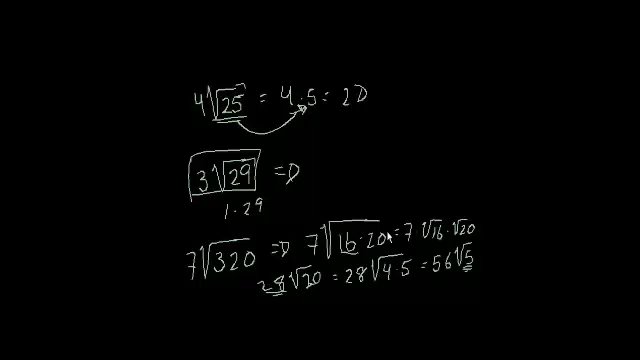 4√25 = 4·5 = 20
3√29 =D
1·29
7√320 =D 7√16·20 = 7√16·√20
28√20 = 28√4·5 = 56√5